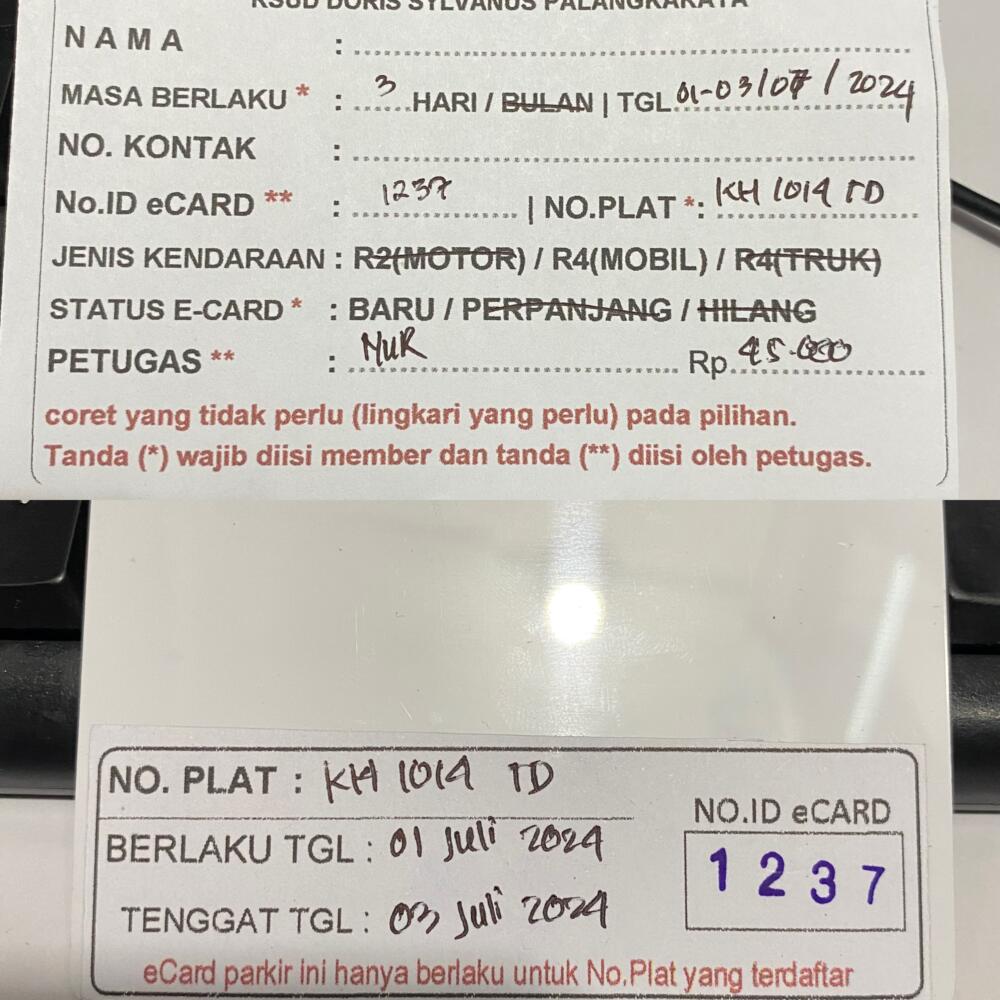 RSUD DORIS SYLVANUS PALANGKARAYA
NAMA :
MASA BERLAKU * : 3 HARI / BULAN | TGL 01-03/07/2024
NO. KONTAK :
No.ID eCARD ** : 1237 | NO.PLAT *: KH 1014 TD
JENIS KENDARAAN : R2(MOTOR) / R4(MOBIL) / R4(TRUK)
STATUS E-CARD * : BARU / PERPANJANG / HILANG
PETUGAS ** : NUR Rp 45.000
coret yang tidak perlu (lingkari yang perlu) pada pilihan.
Tanda (*) wajib diisi member dan tanda (**) diisi oleh petugas.
NO. PLAT : KH 1014 TD
NO.ID eCARD
BERLAKU TGL : 01 Juli 2024
1237
TENGGAT TGL : 03 Juli 2024
eCard parkir ini hanya berlaku untuk No.Plat yang terdaftar